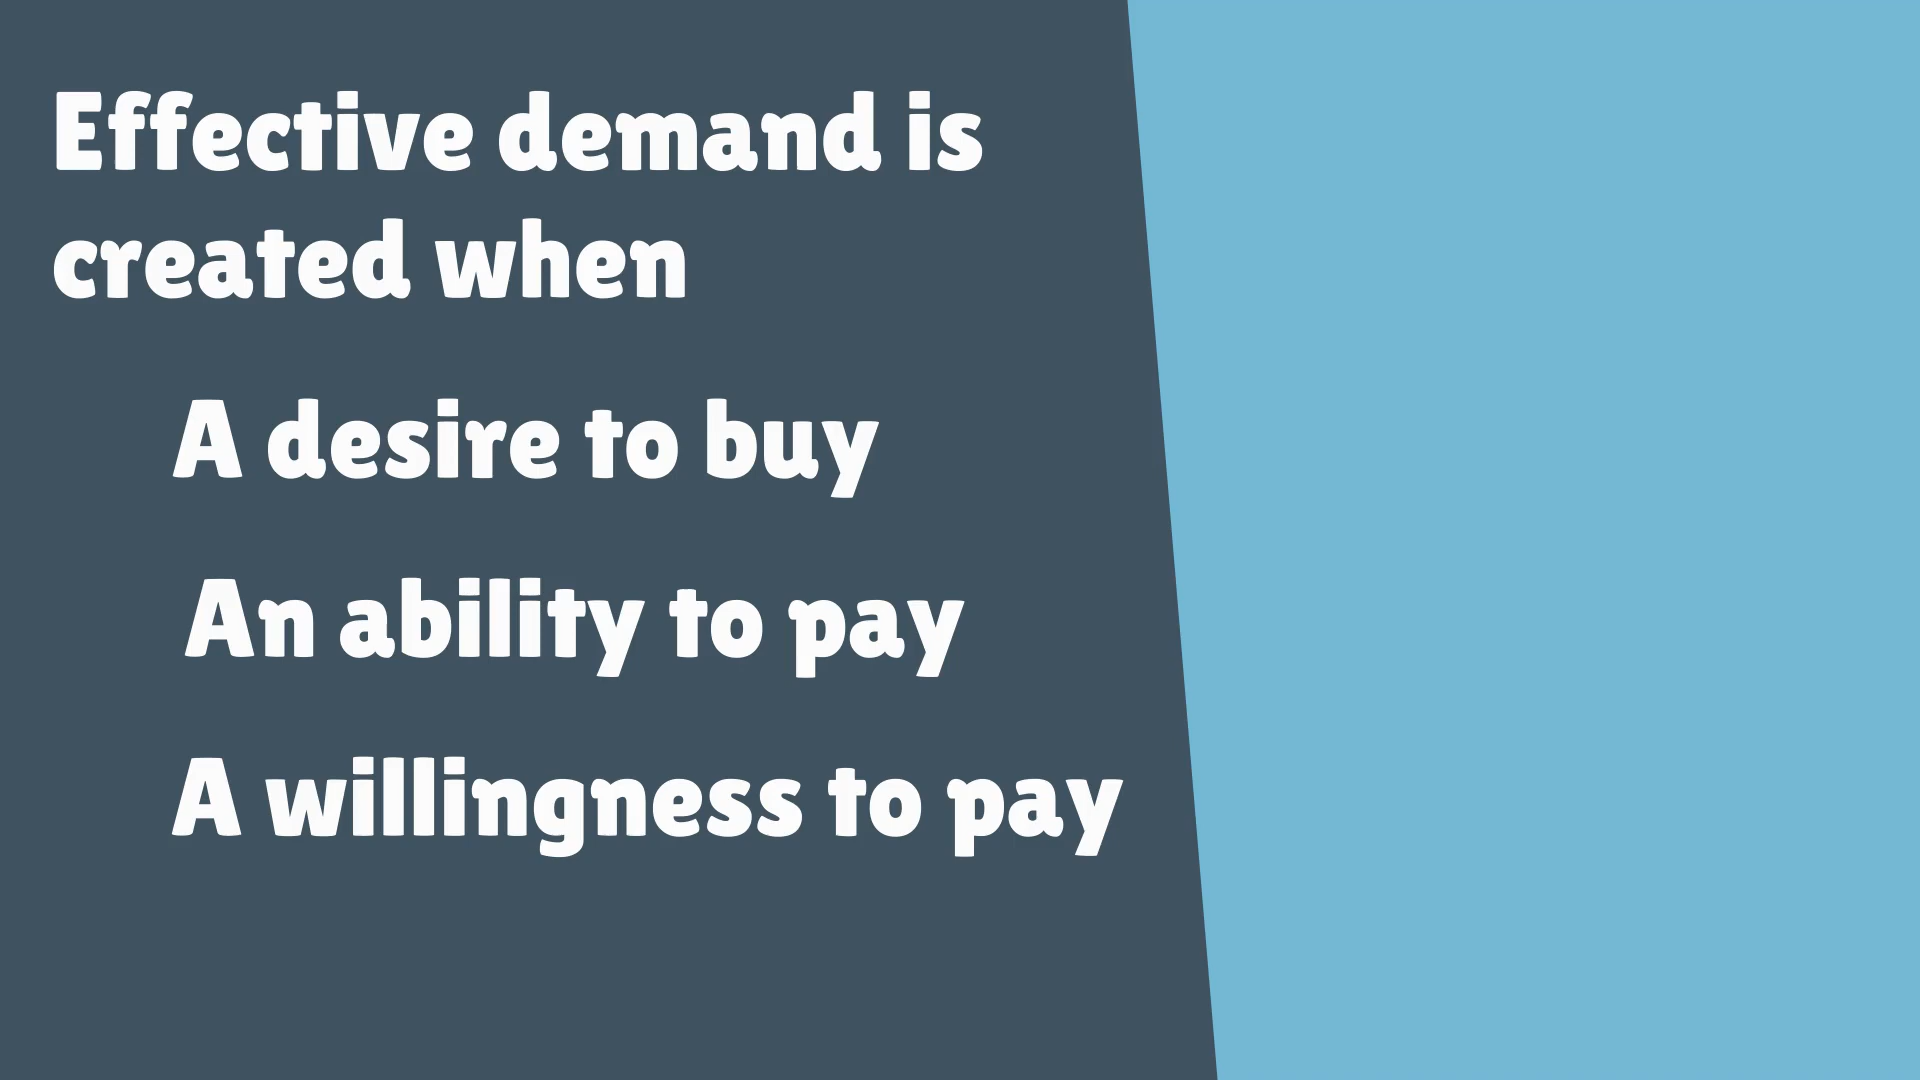 Effective demand is
created when
A desire to buy
An ability to pay
A willingness to pay